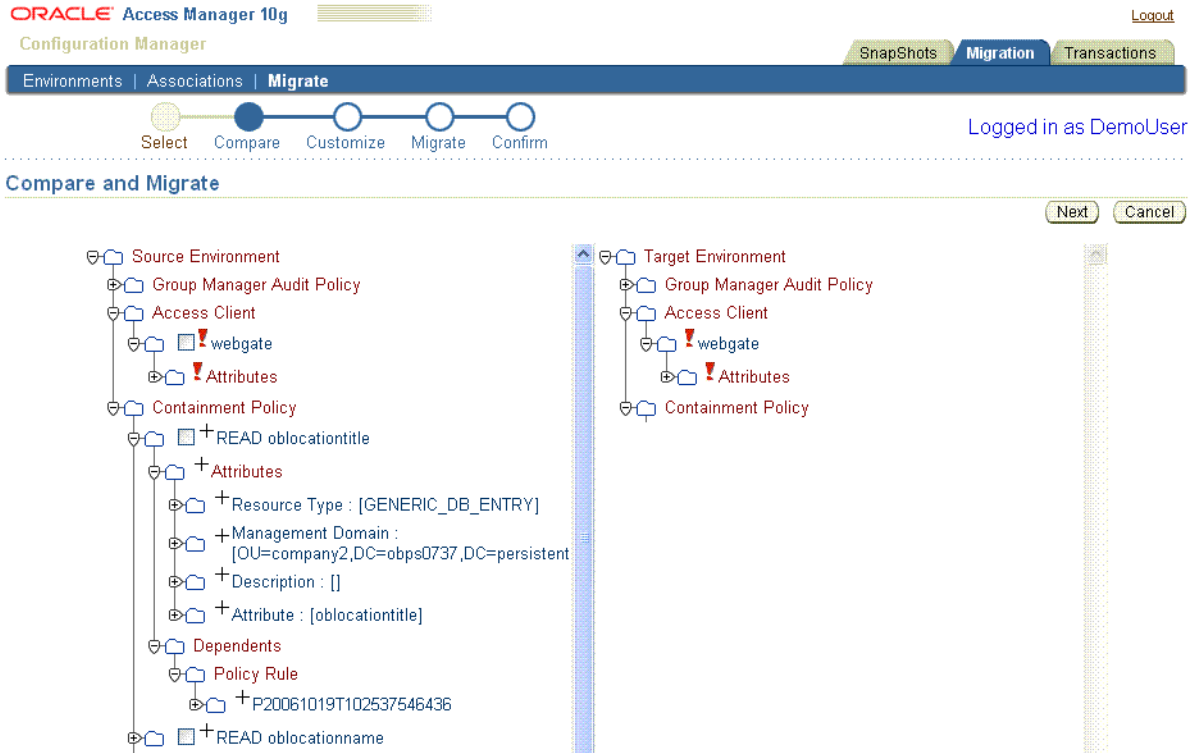 ORACLE Access Manager 10g
Logout
Configuration Manager
SnapShots Migration Transactions
Environments | Associations | Migrate
Select Compare Customize Migrate Confirm
Logged in as DemoUser
Compare and Migrate
Next Cancel
Source Environment
Group Manager Audit Policy
Access Client
webgate
Attributes
Containment Policy
READ oblocationtitle
Attributes
Resource Type : [GENERIC_DB_ENTRY]
Management Domain :
[OU=company2,DC=obps0737,DC=persistent
Description : []
Attribute : [oblocationtitle]
Dependents
Policy Rule
P20061019T102537546436
READ oblocationname
Target Environment
Group Manager Audit Policy
Access Client
webgate
Attributes
Containment Policy